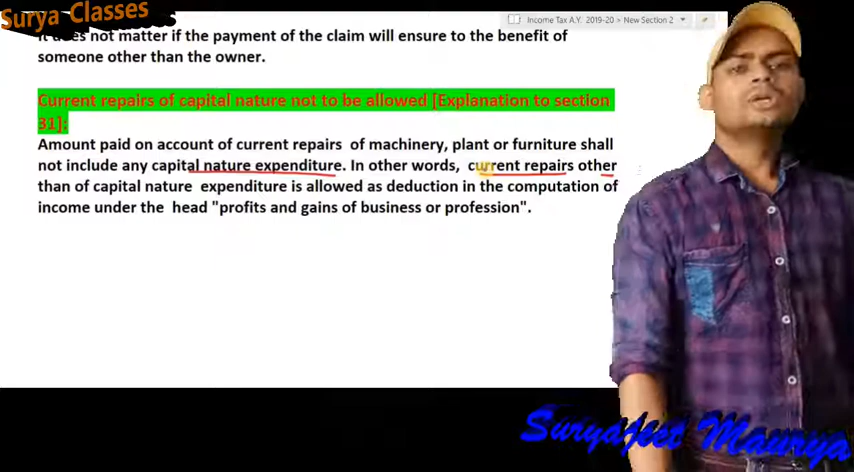 Surya Classes
Income Tax A.Y. 2019-20 > New Section 2
It does not matter if the payment of the claim will ensure to the benefit of
someone other than the owner.
Current repairs of capital nature not to be allowed [Explanation to section
31]:
Amount paid on account of current repairs of machinery, plant or furniture shall
not include any capital nature expenditure. In other words, current repairs other
than of capital nature expenditure is allowed as deduction in the computation of
income under the head "profits and gains of business or profession".
Suryajeet Maurya